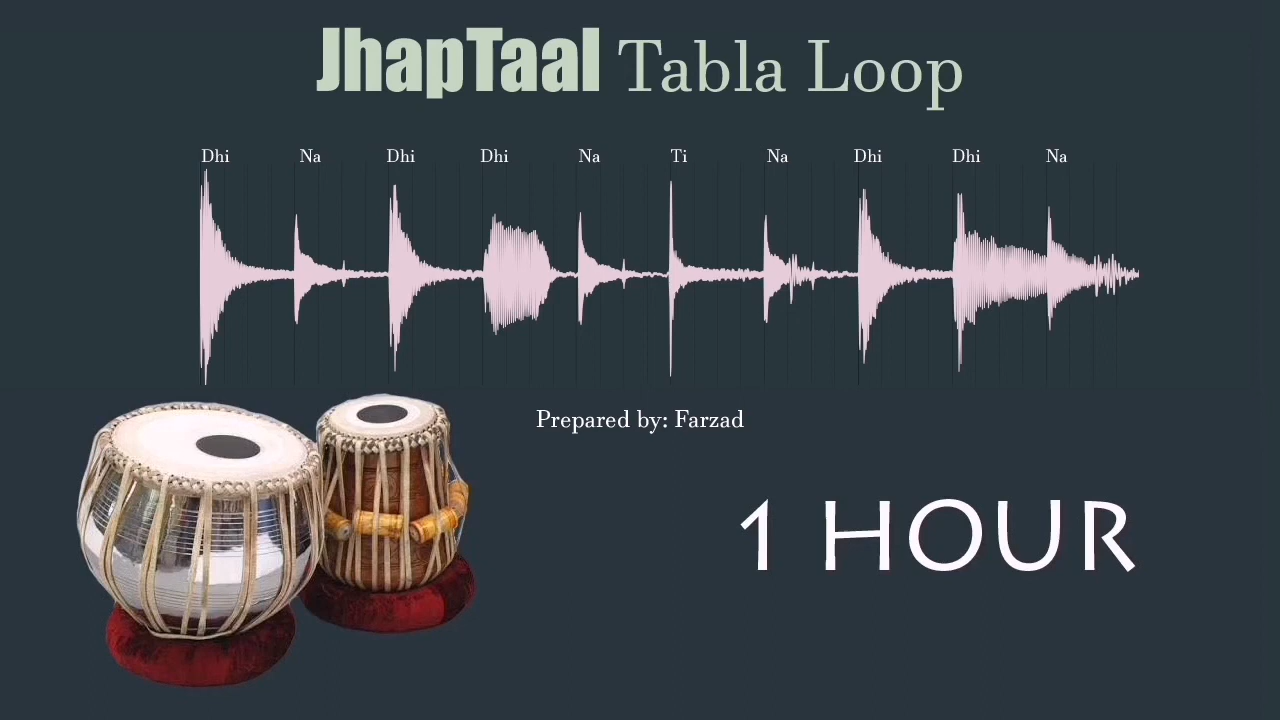 JhapTaal Tabla Loop
Dhi Na Dhi Dhi Na Ti Na Dhi Dhi Na
Prepared by: Farzad
1 HOUR